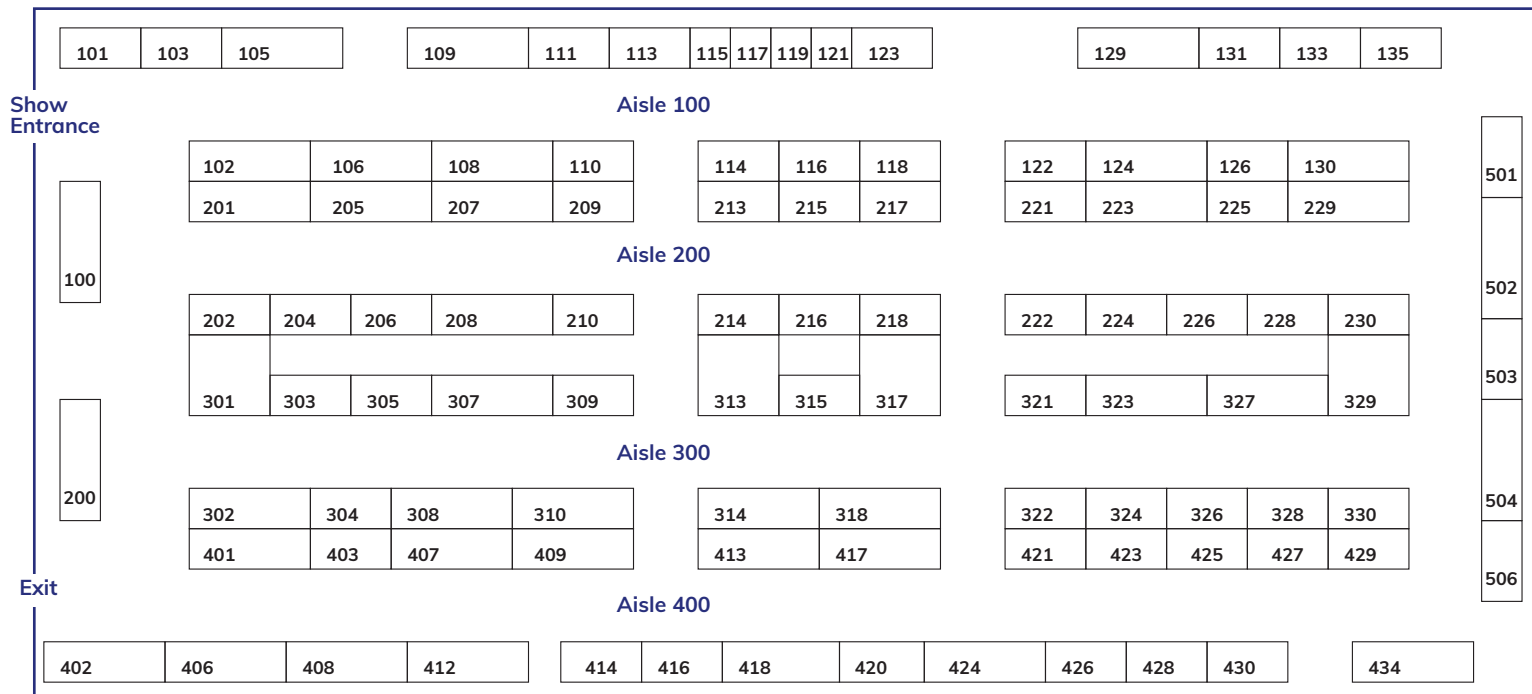 101 103 105 109 111 113 115 117 119 121 123 129 131 133 135
Show
Entrance
Aisle 100
102 106 108 110 114 116 118 122 124 126 130
501
201 205 207 209 213 215 217 221 223 225 229
Aisle 200
100
502
202 204 206 208 210 214 216 218 222 224 226 228 230
503
301 303 305 307 309 313 315 317 321 323 327 329
Aisle 300
200
504
302 304 308 310 314 318 322 324 326 328 330
401 403 407 409 413 417 421 423 425 427 429
506
Exit
Aisle 400
402 406 408 412 414 416 418 420 424 426 428 430 434